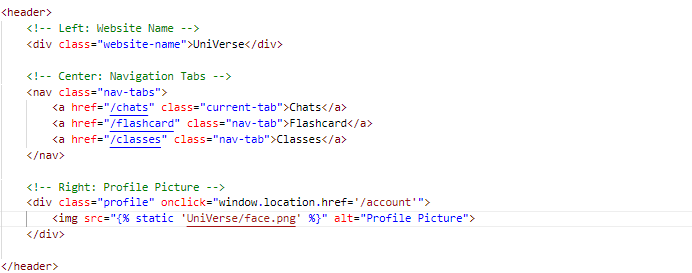 <header>
<!-- Left: Website Name -->
<div class="website-name">UniVerse</div>
<!-- Center: Navigation Tabs -->
<nav class="nav-tabs">
<a href="/chats" class="current-tab">Chats</a>
<a href="/flashcard" class="nav-tab">Flashcard</a>
<a href="/classes" class="nav-tab">Classes</a>
</nav>
<!-- Right: Profile Picture -->
<div class="profile" onclick="window.location.href='/account'">
<img src="{% static 'UniVerse/face.png' %}" alt="Profile Picture">
</div>
</header>